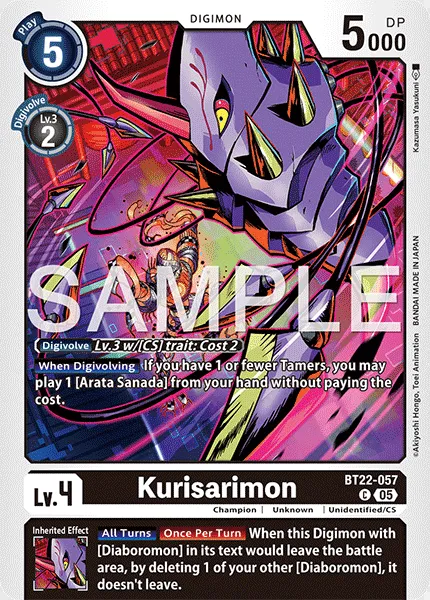 DIGIMON
Play
5
5000
DP
Digivolve
Lv.3
2
Kazumasa Yasukuni
SAMPLE
Digivolve Lv.3 w/[CS] trait: Cost 2
When Digivolving If you have 1 or fewer Tamers, you may
play 1 [Arata Sanada] from your hand without paying the
cost.
©Akiyoshi Hongo, Toei Animation BANDAI MADE IN JAPAN
Lv.4
Kurisarimon
BT22-057
C 05
Champion | Unknown | Unidentified/CS
Inherited Effect
All Turns Once Per Turn When this Digimon with
[Diaboromon] in its text would leave the battle
area, by deleting 1 of your other [Diaboromon], it
doesn't leave.